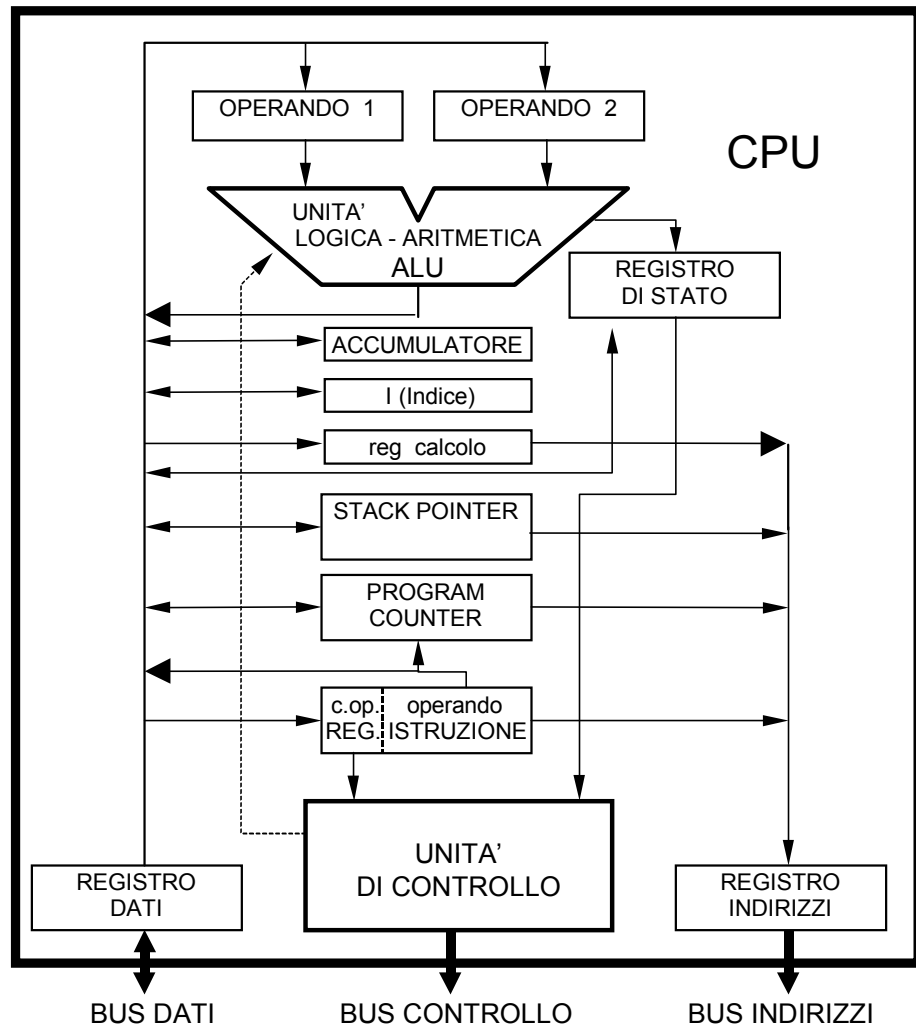 OPERANDO 1
OPERANDO 2
CPU
UNITA'
LOGICA - ARITMETICA
ALU
REGISTRO
DI STATO
ACCUMULATORE
I (Indice)
reg calcolo
STACK POINTER
PROGRAM
COUNTER
c.op. operando
REG. ISTRUZIONE
UNITA'
DI CONTROLLO
REGISTRO
DATI
REGISTRO
INDIRIZZI
BUS DATI
BUS CONTROLLO
BUS INDIRIZZI